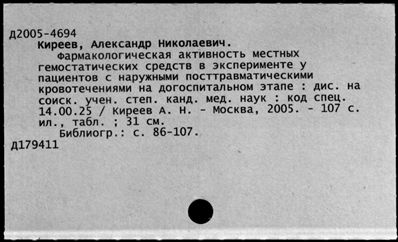 Д2005-4694
Киреев, Александр Николаевич.
Фармакологическая активность местных
гемостатических средств в эксперименте у
пациентов с наружными посттравматическими
кровотечениями на догоспитальном этапе : дис. на
соиск. учен. степ. канд. мед. наук : код спец.
14.00.25 / Киреев А. Н. - Москва, 2005. - 107 с.
ил., табл. ; 31 см.
Библиогр.: с. 86-107.
Д179411